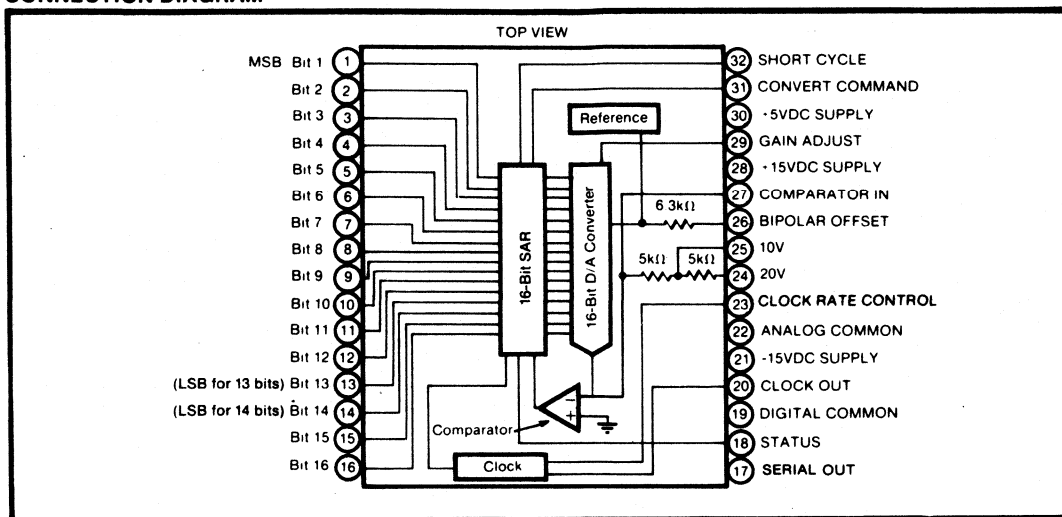 CONNECTION DIAGRAM
TOP VIEW
MSB Bit 1 1
Bit 2 2
Bit 3 3
Bit 4 4
Bit 5 5
Bit 6 6
Bit 7 7
Bit 8 8
Bit 9 9
Bit 10 10
Bit 11 11
Bit 12 12
(LSB for 13 bits) Bit 13 13
(LSB for 14 bits) Bit 14 14
Bit 15 15
Bit 16 16
16-Bit SAR
16-Bit D/A Converter
Reference
6.3kΩ
5kΩ 5kΩ
Comparator
−
+
Clock
32 SHORT CYCLE
31 CONVERT COMMAND
30 +5VDC SUPPLY
29 GAIN ADJUST
28 +15VDC SUPPLY
27 COMPARATOR IN
26 BIPOLAR OFFSET
25 10V
24 20V
23 CLOCK RATE CONTROL
22 ANALOG COMMON
21 -15VDC SUPPLY
20 CLOCK OUT
19 DIGITAL COMMON
18 STATUS
17 SERIAL OUT